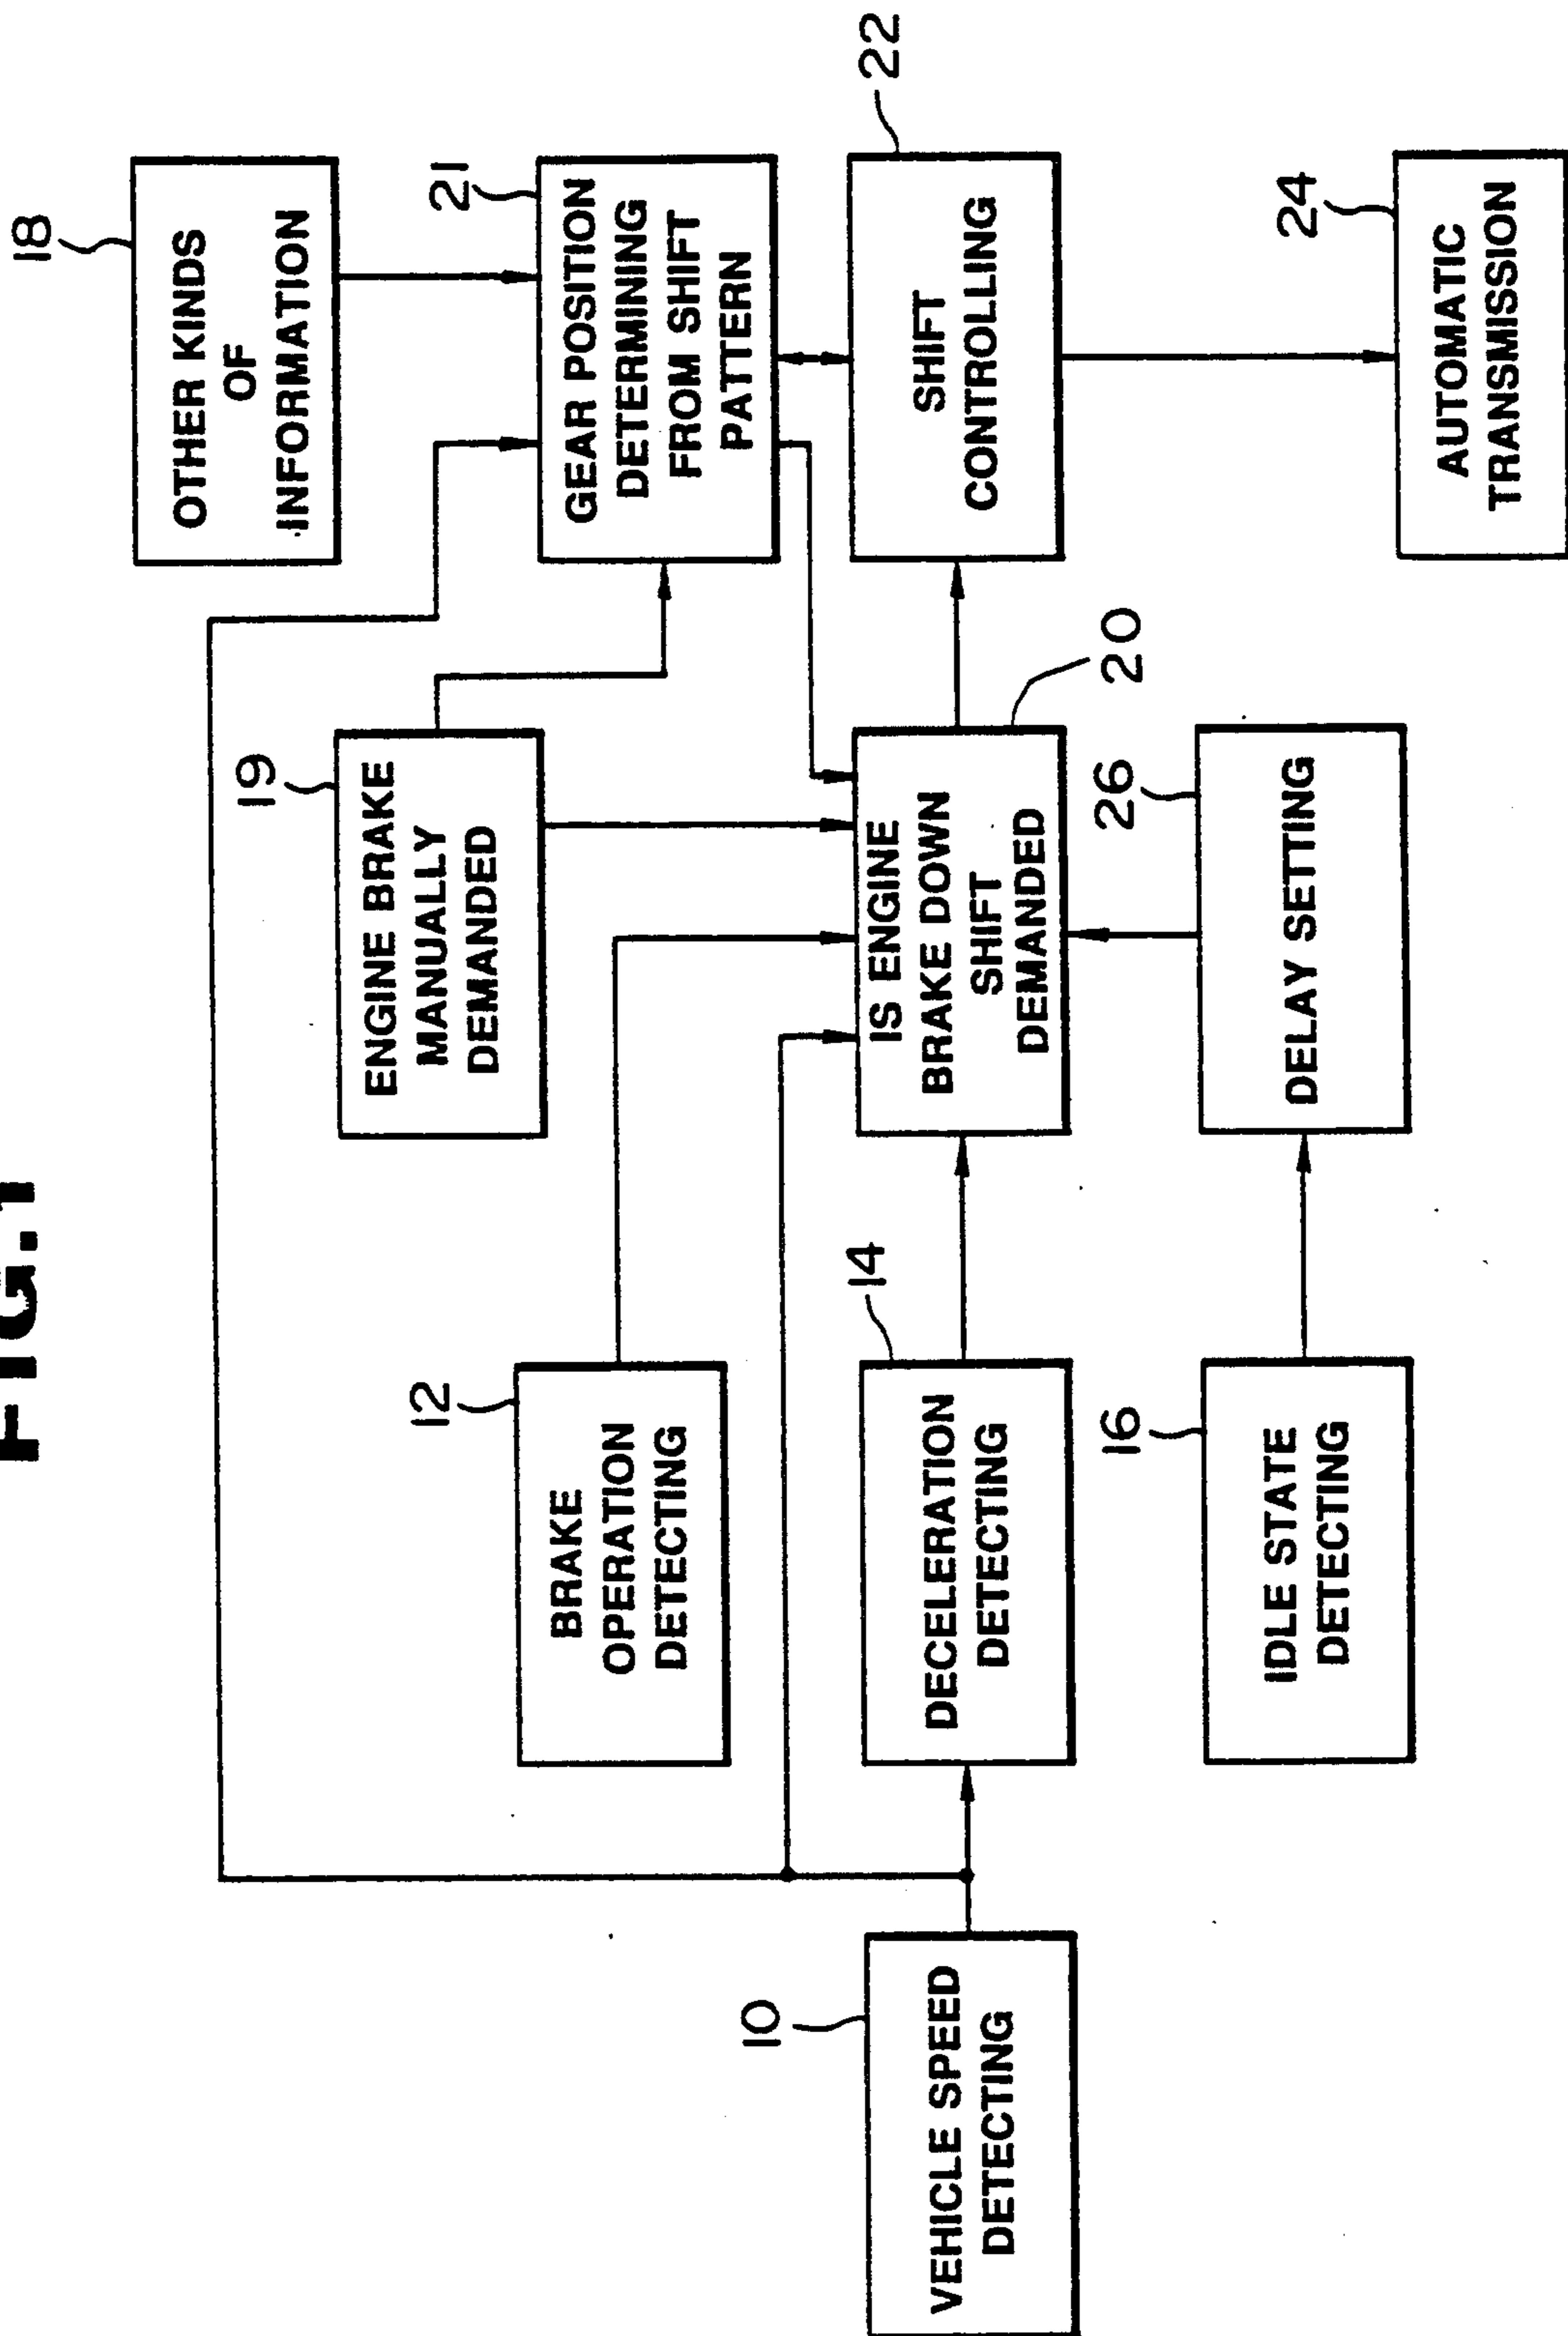 FIG.1
18
OTHER KINDS
OF
INFORMATION
19
ENGINE BRAKE
MANUALLY
DEMANDED
21
GEAR POSITION
DETERMINING
FROM SHIFT
PATTERN
12
BRAKE
OPERATION
DETECTING
10
VEHICLE SPEED
DETECTING
14
DECELERATION
DETECTING
IS ENGINE
BRAKE DOWN
SHIFT
DEMANDED
20
SHIFT
CONTROLLING
22
16
IDLE STATE
DETECTING
26
DELAY SETTING
24
AUTOMATIC
TRANSMISSION